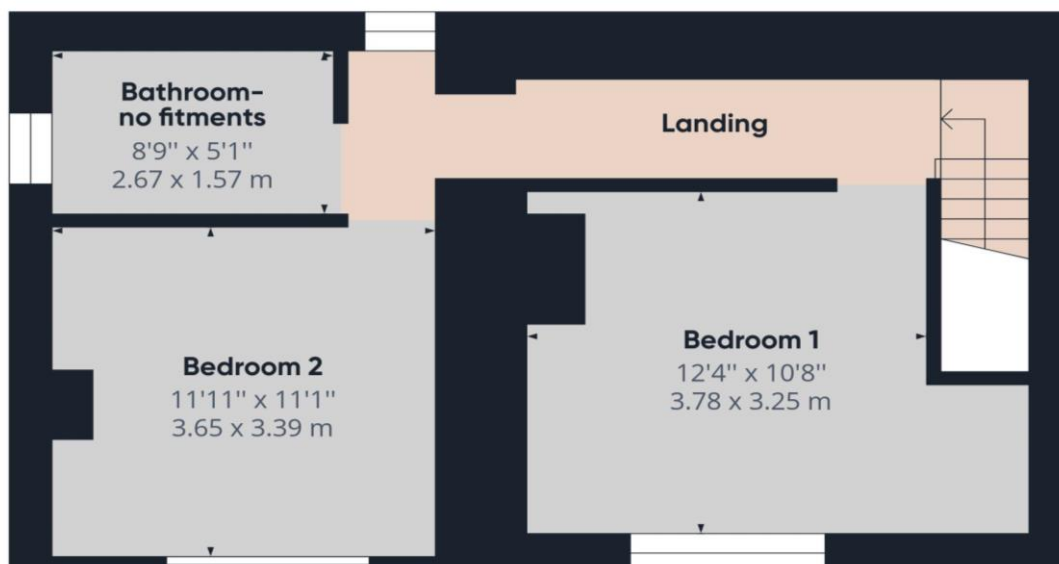 Bathroom-
no fitments
8'9" x 5'1"
2.67 x 1.57 m
Landing
Bedroom 2
11'11" x 11'1"
3.65 x 3.39 m
Bedroom 1
12'4" x 10'8"
3.78 x 3.25 m